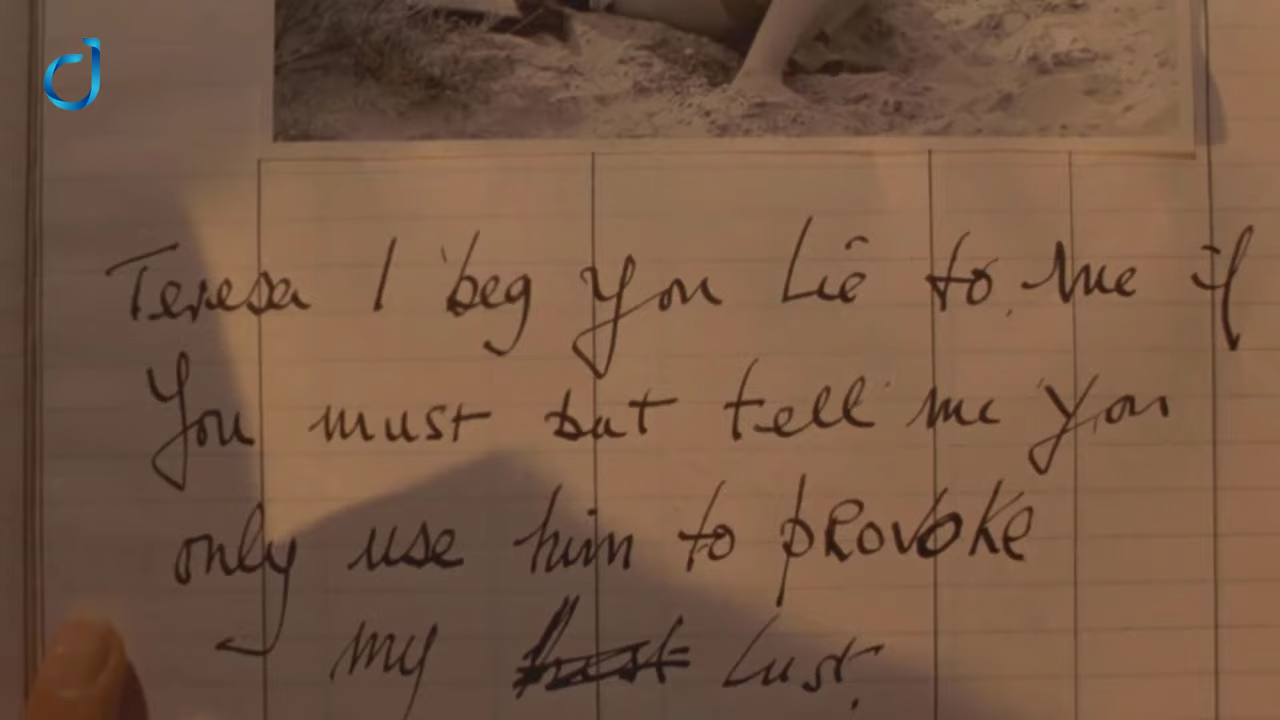 Teresa I beg you Lie to me if
You must but tell me you
only use him to pRovoke
my Lust.